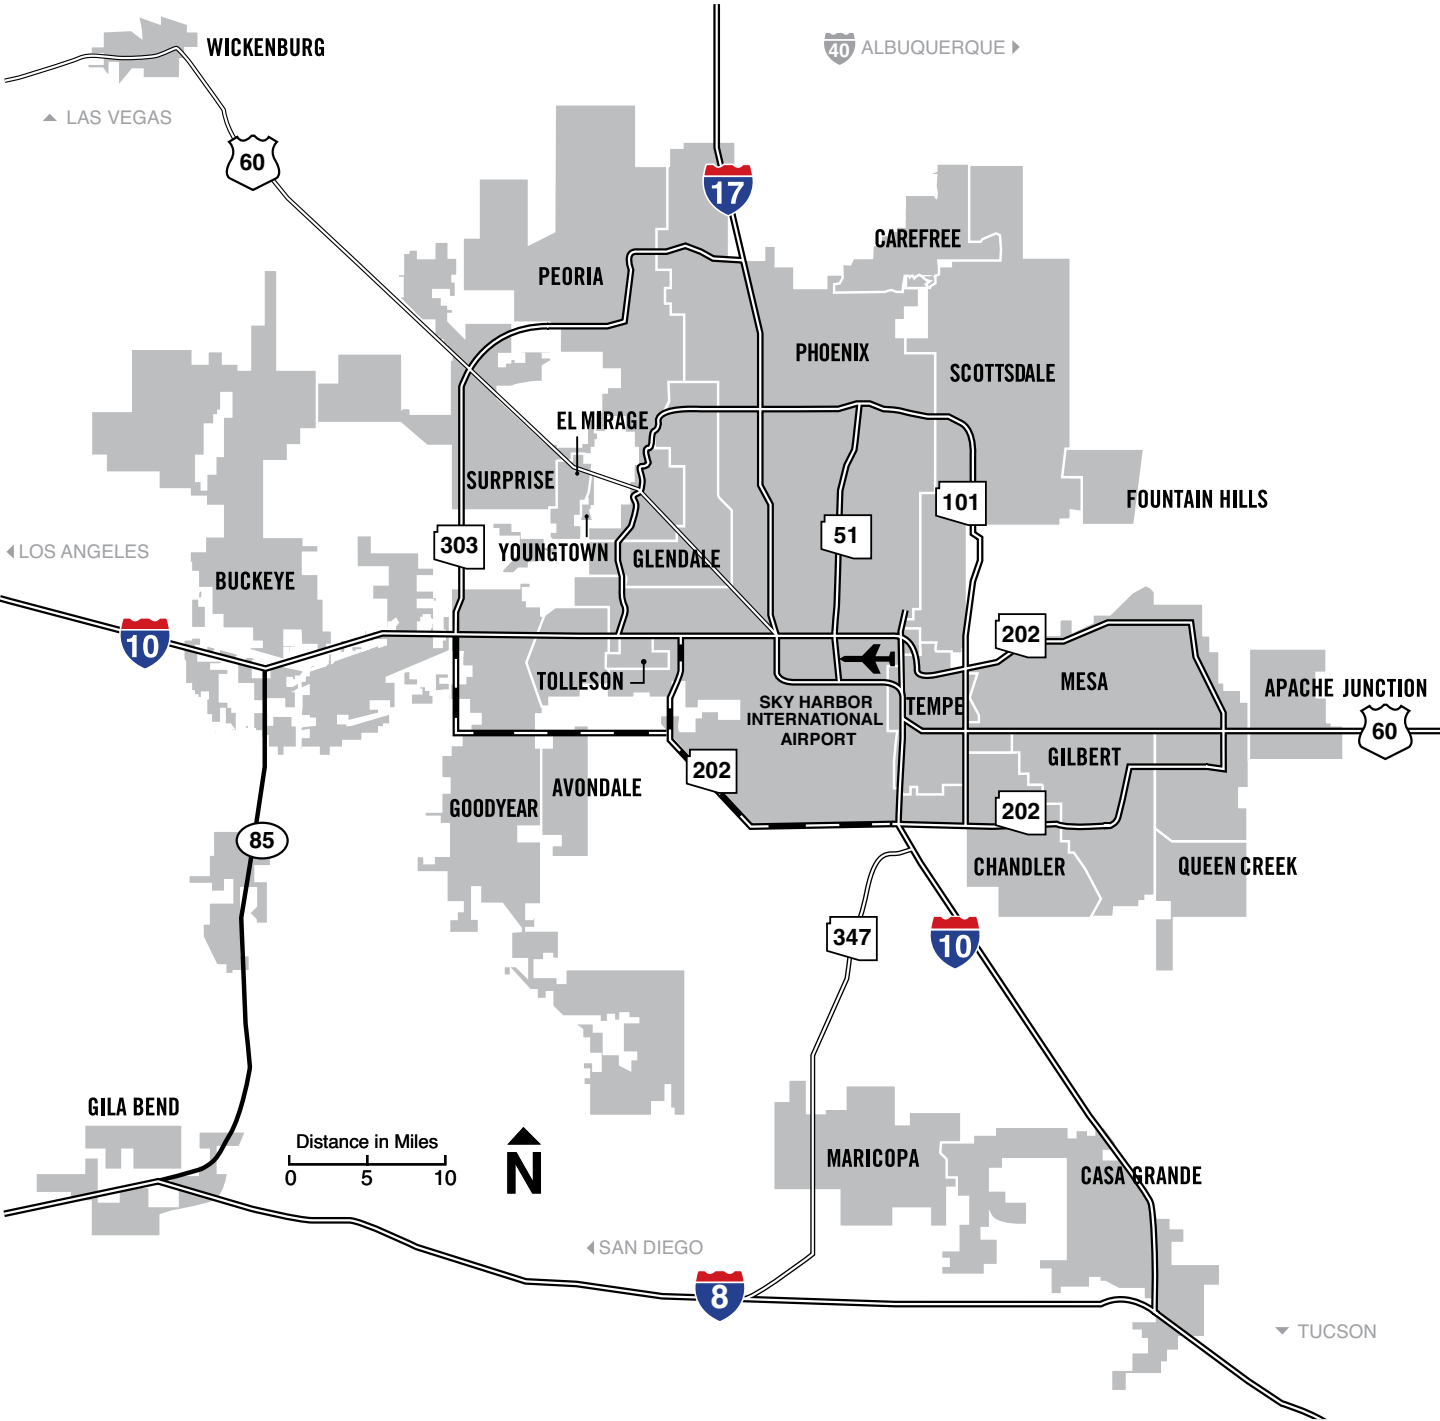 WICKENBURG
40 ALBUQUERQUE
LAS VEGAS
60
17
CAREFREE
PEORIA
PHOENIX
SCOTTSDALE
EL MIRAGE
SURPRISE
FOUNTAIN HILLS
101
51
303
LOS ANGELES
YOUNGTOWN
GLENDALE
BUCKEYE
10
202
TOLLESON
MESA
APACHE JUNCTION
SKY HARBOR
INTERNATIONAL
AIRPORT
TEMPE
60
GILBERT
202
AVONDALE
GOODYEAR
202
85
CHANDLER
QUEEN CREEK
347
10
GILA BEND
Distance in Miles
0 5 10
N
MARICOPA
CASA GRANDE
SAN DIEGO
8
TUCSON